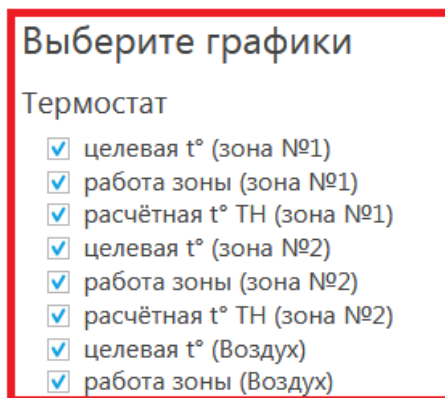 Выберите графики
Термостат
целевая t° (зона №1)
работа зоны (зона №1)
расчётная t° ТН (зона №1)
целевая t° (зона №2)
работа зоны (зона №2)
расчётная t° ТН (зона №2)
целевая t° (Воздух)
работа зоны (Воздух)